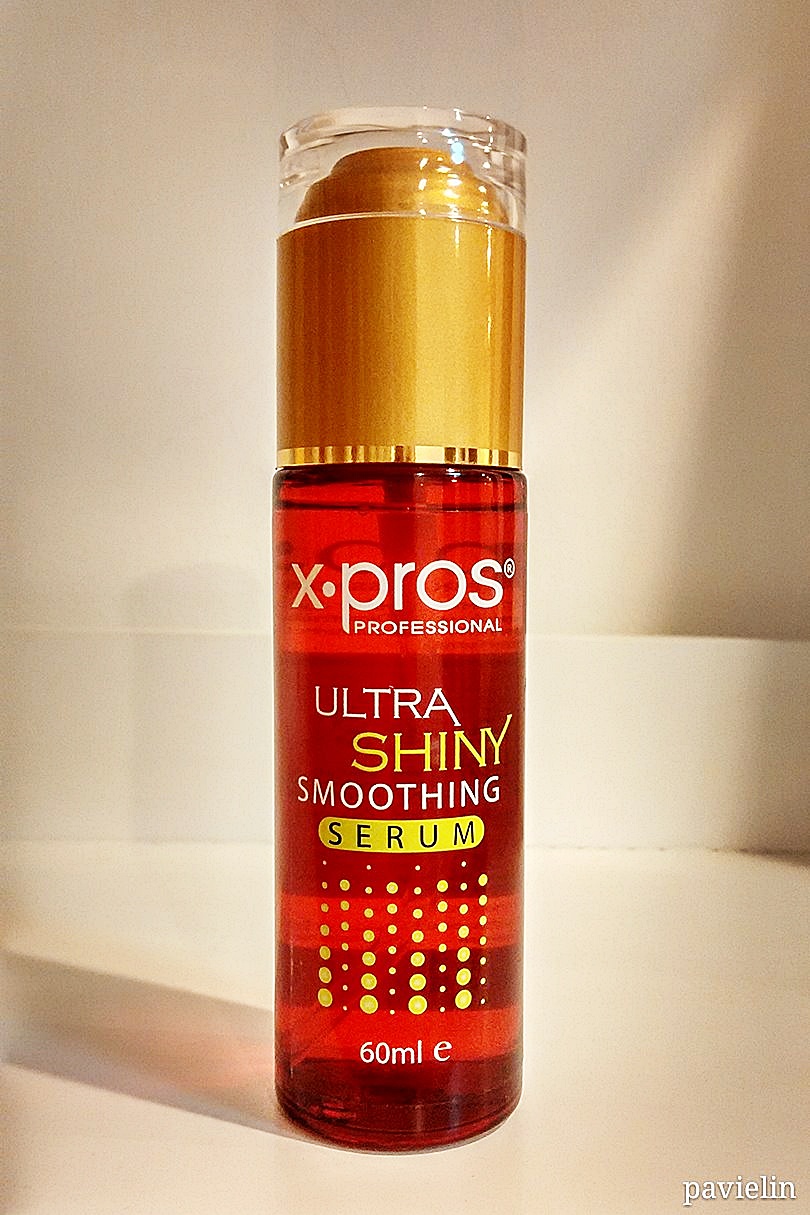 x·pros®
PROFESSIONAL
ULTRA
SHINY
SMOOTHING
SERUM
60ml e
pavielin